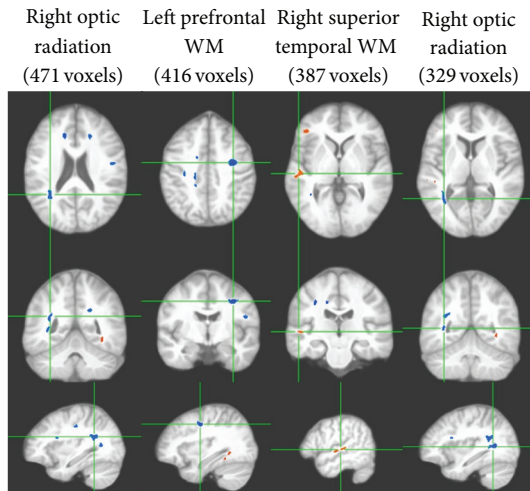 Right optic
radiation
(471 voxels)
Left prefrontal
WM
(416 voxels)
Right superior
temporal WM
(387 voxels)
Right optic
radiation
(329 voxels)